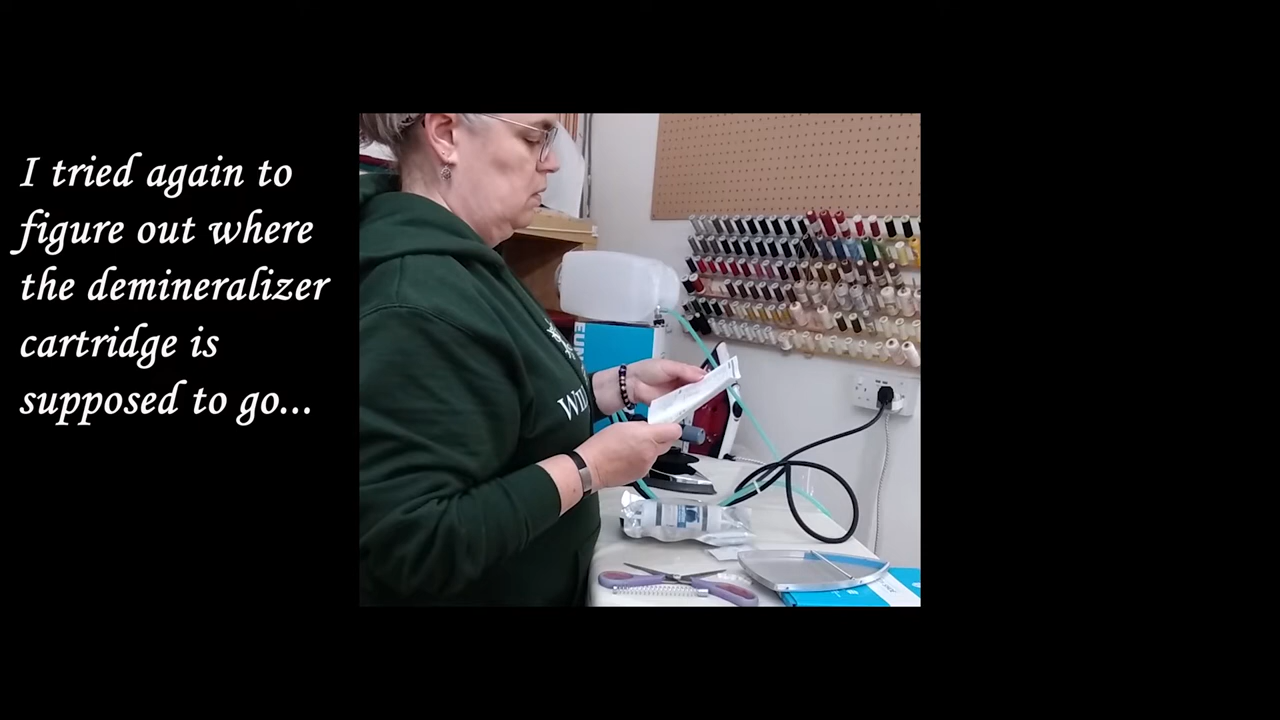 I tried again to
figure out where
the demineralizer
cartridge is
supposed to go...